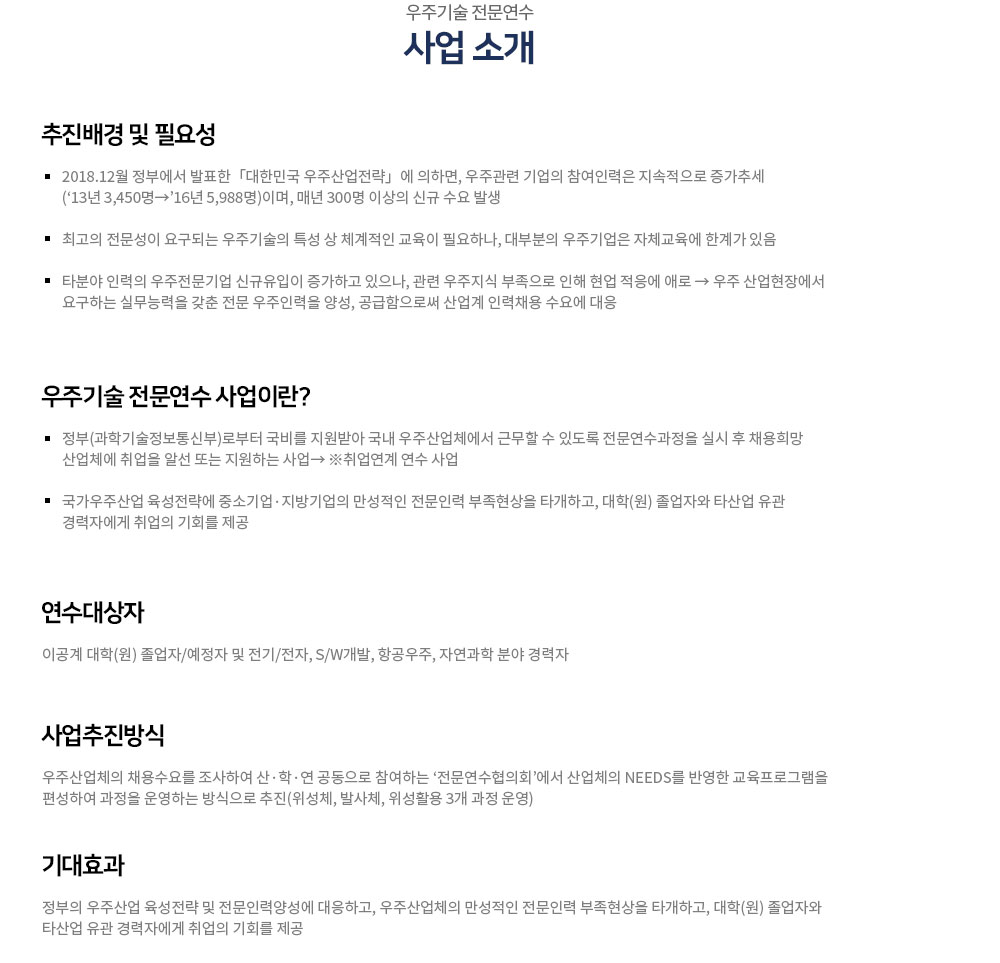 우주기술 전문연수
사업 소개
추진배경 및 필요성
▪ 2018.12월 정부에서 발표한「대한민국 우주산업전략」에 의하면, 우주관련 기업의 참여인력은 지속적으로 증가추세
(‘13년 3,450명→’16년 5,988명)이며, 매년 300명 이상의 신규 수요 발생
▪ 최고의 전문성이 요구되는 우주기술의 특성 상 체계적인 교육이 필요하나, 대부분의 우주기업은 자체교육에 한계가 있음
▪ 타분야 인력의 우주전문기업 신규유입이 증가하고 있으나, 관련 우주지식 부족으로 인해 현업 적응에 애로 → 우주 산업현장에서
요구하는 실무능력을 갖춘 전문 우주인력을 양성, 공급함으로써 산업계 인력채용 수요에 대응
우주기술 전문연수 사업이란?
▪ 정부(과학기술정보통신부)로부터 국비를 지원받아 국내 우주산업체에서 근무할 수 있도록 전문연수과정을 실시 후 채용희망
산업체에 취업을 알선 또는 지원하는 사업→ ※취업연계 연수 사업
▪ 국가우주산업 육성전략에 중소기업·지방기업의 만성적인 전문인력 부족현상을 타개하고, 대학(원) 졸업자와 타산업 유관
경력자에게 취업의 기회를 제공
연수대상자
이공계 대학(원) 졸업자/예정자 및 전기/전자, S/W개발, 항공우주, 자연과학 분야 경력자
사업추진방식
우주산업체의 채용수요를 조사하여 산·학·연 공동으로 참여하는 ‘전문연수협의회’에서 산업체의 NEEDS를 반영한 교육프로그램을
편성하여 과정을 운영하는 방식으로 추진(위성체, 발사체, 위성활용 3개 과정 운영)
기대효과
정부의 우주산업 육성전략 및 전문인력양성에 대응하고, 우주산업체의 만성적인 전문인력 부족현상을 타개하고, 대학(원) 졸업자와
타산업 유관 경력자에게 취업의 기회를 제공